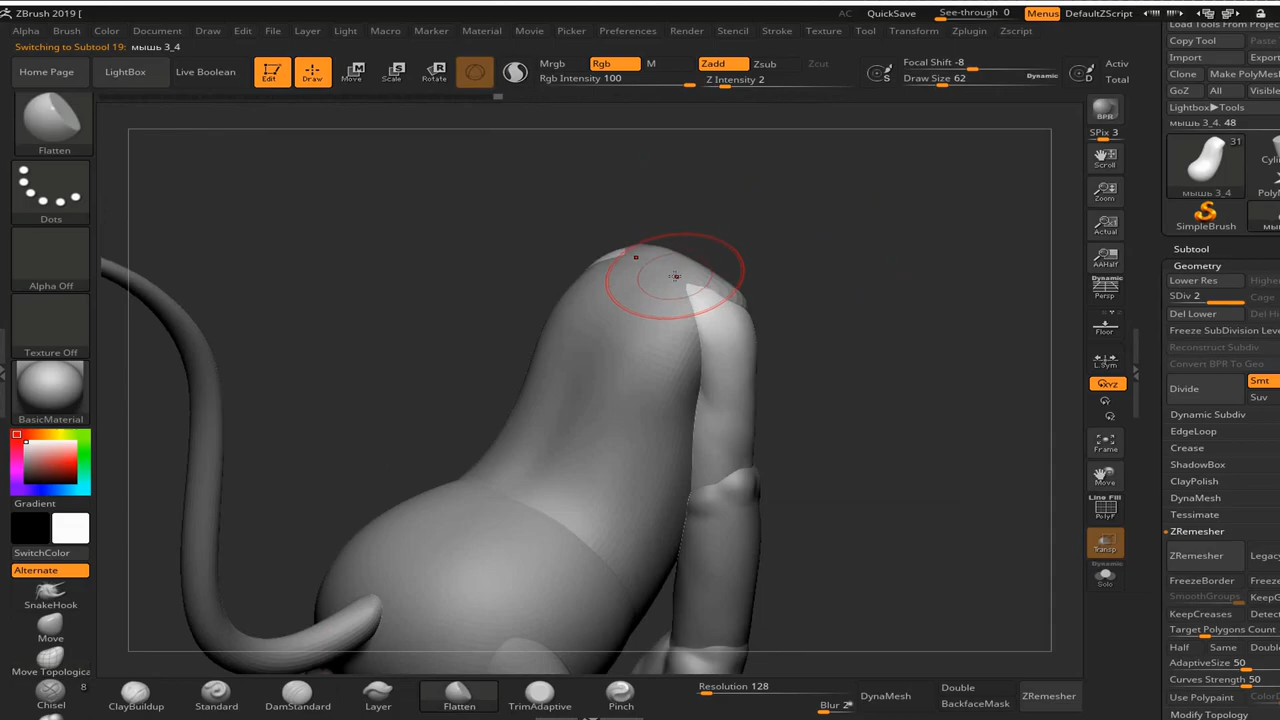 ZBrush 2019 [
AC QuickSave See-through 0 Menus DefaultZScript
Alpha Brush Color Document Draw Edit File Layer Light Macro Marker Material Movie Picker Preferences Render Stencil Stroke Texture Tool Transform Zplugin Zscript
Switching to Subtool 19: мышь 3_4
Home Page LightBox Live Boolean Edit Draw Move Scale Rotate
Mrgb Rgb M Zadd Zsub Zcut
Rgb Intensity 100 Z Intensity 2
Focal Shift -8
Draw Size 62 Dynamic
S D
Activ
Total
Flatten
Dots
Alpha Off
Texture Off
BasicMaterial
Gradient
SwitchColor
Alternate
SnakeHook
Move
Move Topologica
Chisel 8
ClayBuildup Standard DamStandard Layer Flatten TrimAdaptive Pinch
Resolution 128
Blur 2
DynaMesh
Double
BackfaceMask
ZRemesher
BPR
SPix 3
Scroll
Zoom
Actual
AAHalf
Dynamic
Persp
Floor
L.Sym
XYZ
Frame
Move
Line Fill
PolyF
Transp
Dynamic
Solo
Load Tools From Project
Copy Tool Paste
Import Export
Clone Make PolyMes
GoZ All Visible
Lightbox▶Tools
мышь 3_4. 48
31
мышь 3_4
Cylin
PolyM
SimpleBrush
мы
Subtool
Geometry
Lower Res Higher
SDiv 2 Cage
Del Lower Del Hi
Freeze SubDivision Leve
Reconstruct Subdiv
Convert BPR To Geo
Divide Smt
Suv
Dynamic Subdiv
EdgeLoop
Crease
ShadowBox
ClayPolish
DynaMesh
Tessimate
ZRemesher
ZRemesher Legacy
FreezeBorder Freeze
SmoothGroups KeepG
KeepCreases Detect
Target Polygons Count
Half Same Double
AdaptiveSize 50
Curves Strength 50
Use Polypaint ColorD
Modify Topology